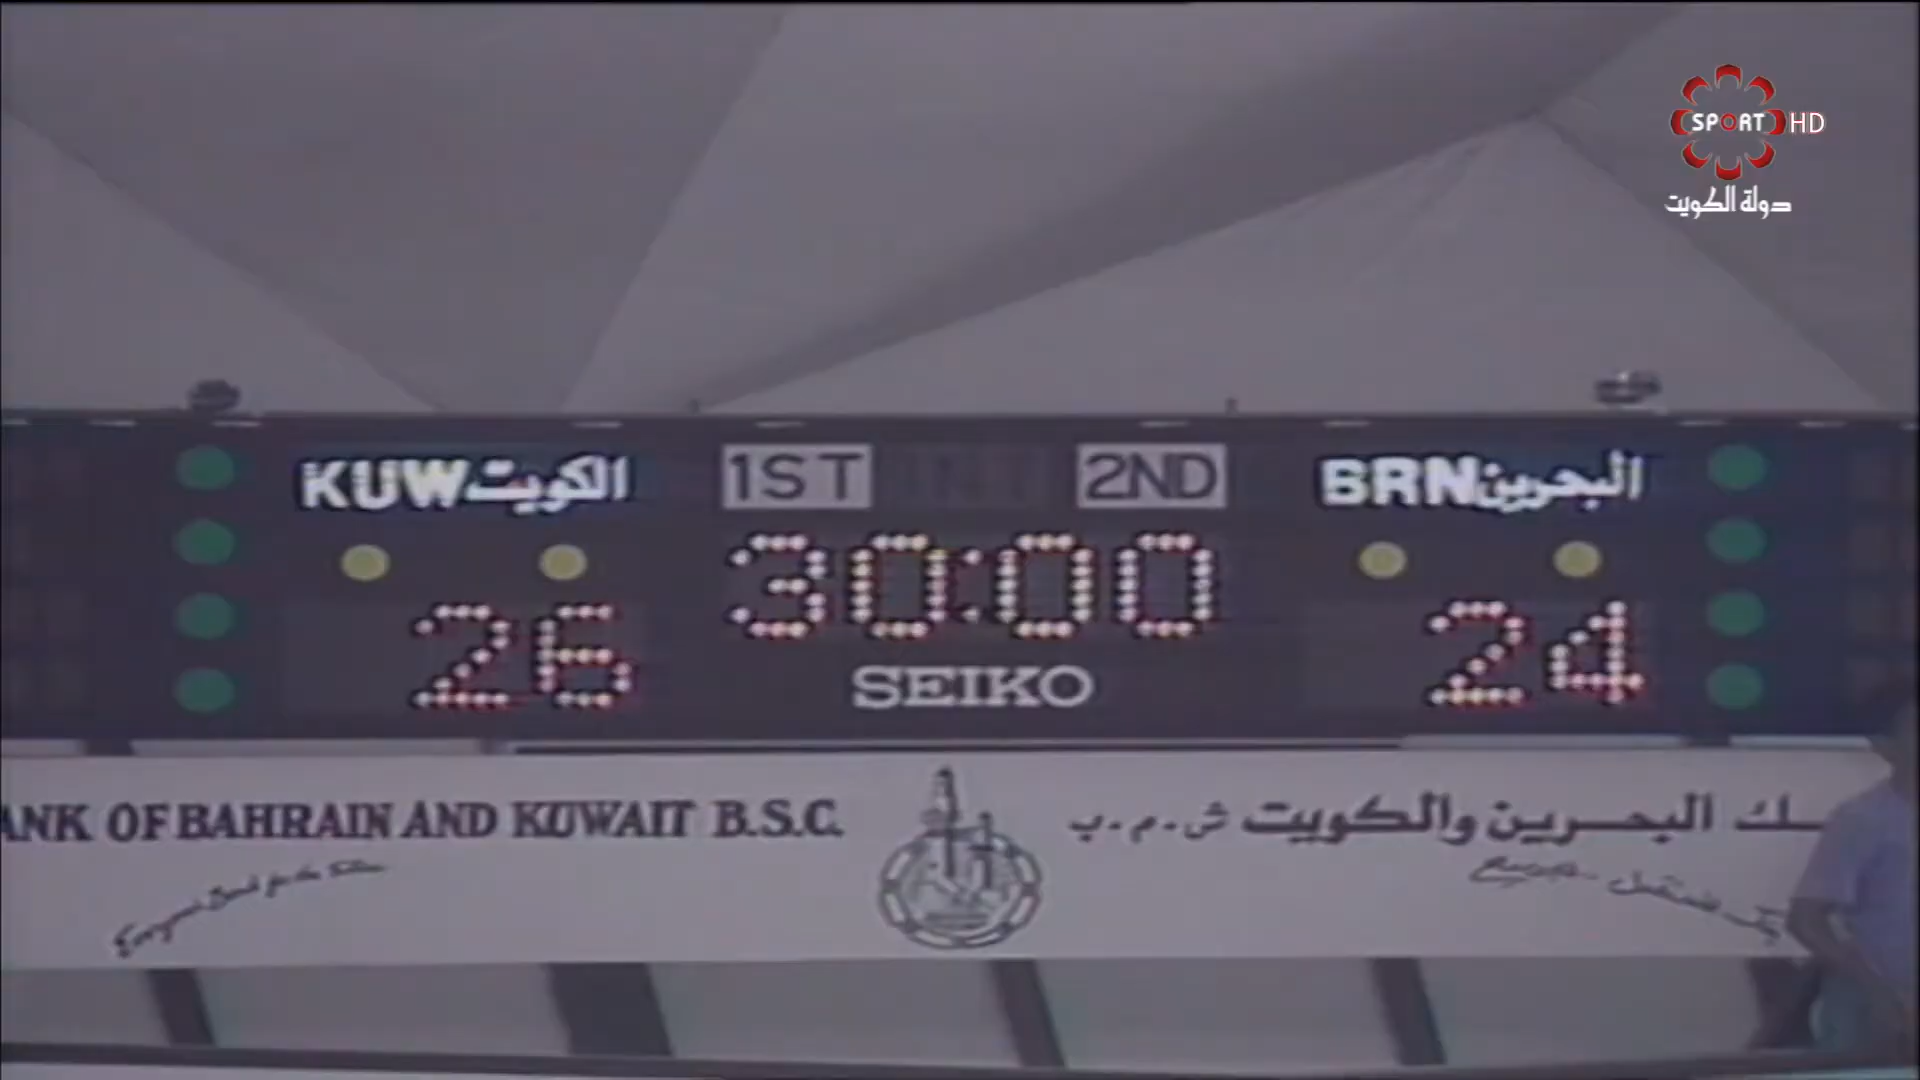 SPORT HD
دولة الكويت
KUW الكويت 1ST 2ND BRN البحرين
30:00
26 24
SEIKO
ANK OF BAHRAIN AND KUWAIT B.S.C. البحرين والكويت ش.م.ب